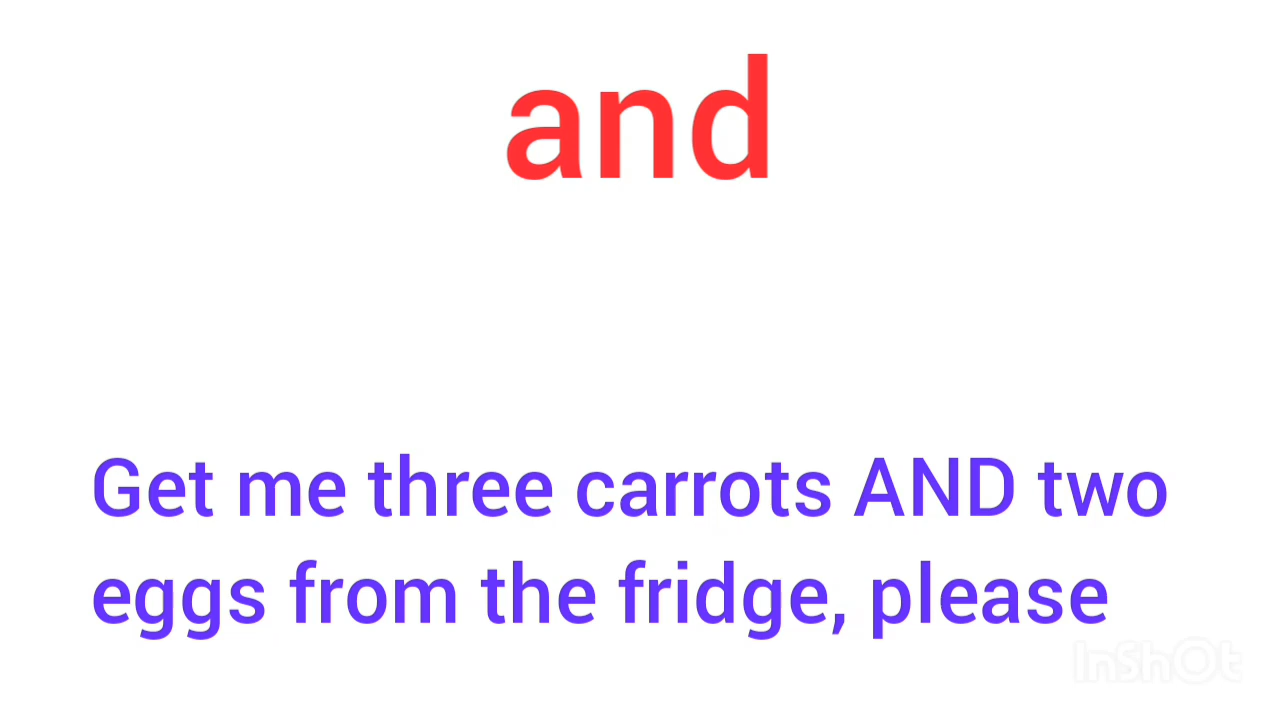 and
Get me three carrots AND two
eggs from the fridge, please
InShOt